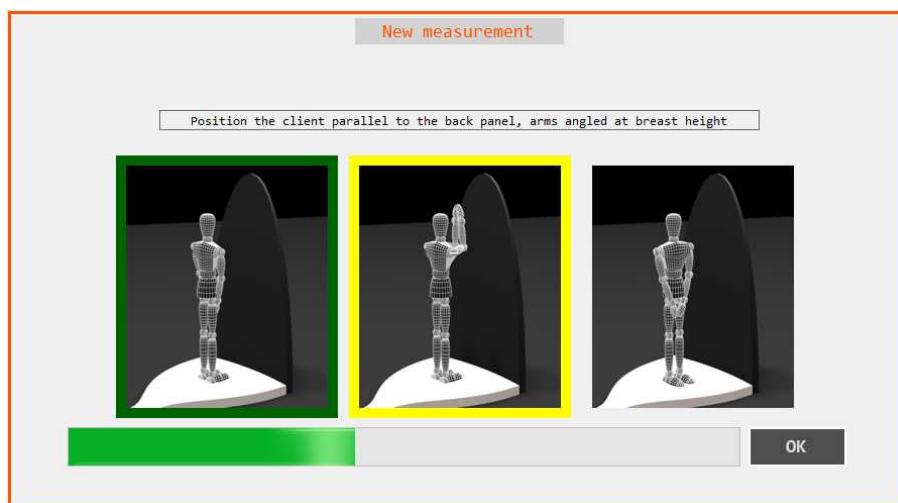 New measurement
Position the client parallel to the back panel, arms angled at breast height
OK